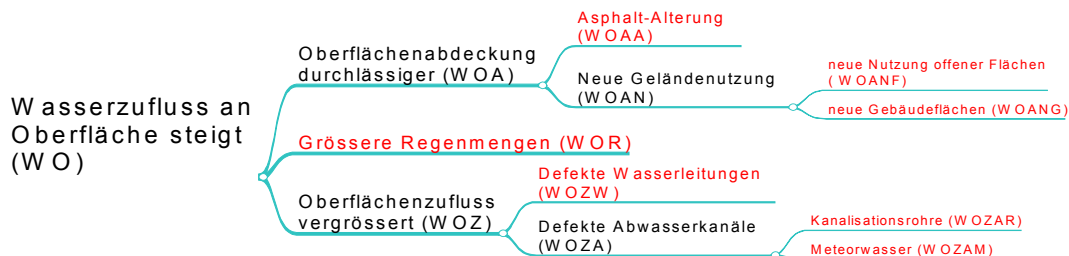 Wasserzufluss an
Oberfläche steigt
(WO)
Oberflächenabdeckung
durchlässiger (WOA)
Asphalt-Alterung
(WOAA)
Neue Geländenutzung
(WOAN)
neue Nutzung offener Flächen
(WOANF)
neue Gebäudeflächen (WOANG)
Grössere Regenmengen (WOR)
Oberflächenzufluss
vergrössert (WOZ)
Defekte Wasserleitungen
(WOZW)
Defekte Abwasserkanäle
(WOZA)
Kanalisationsrohre (WOZAR)
Meteorwasser (WOZAM)